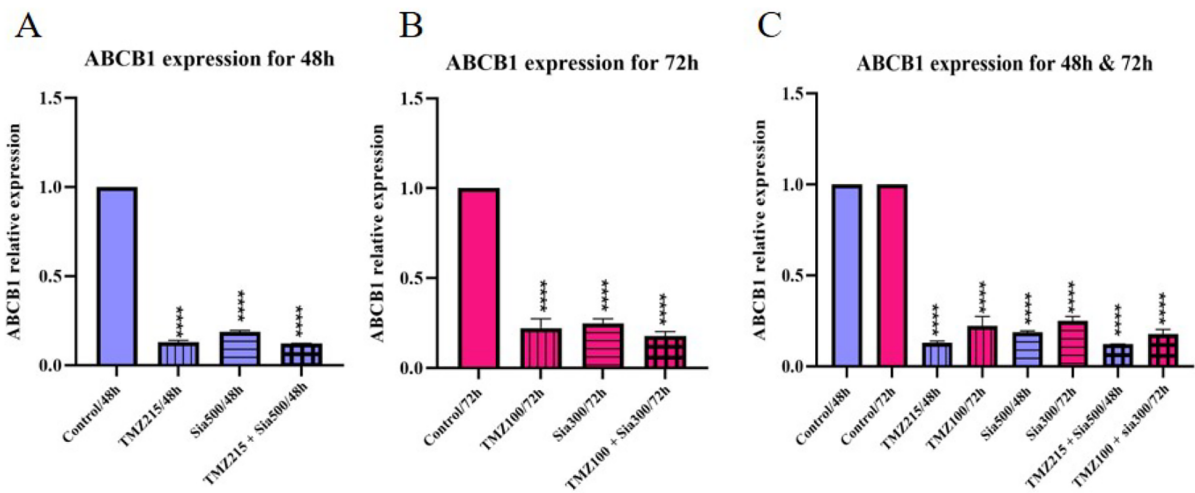 A
ABCB1 expression for 48h
ABCB1 relative expression
1.5
1.0
0.5
0.0
****
****
****
Control/48h
TMZ215/48h
Sia500/48h
TMZ215 + Sia500/48h
B
ABCB1 expression for 72h
ABCB1 relative expression
1.5
1.0
0.5
0.0
****
****
****
Control/72h
TMZ100/72h
Sia300/72h
TMZ100 + Sia300/72h
C
ABCB1 expression for 48h & 72h
ABCB1 relative expression
1.5
1.0
0.5
0.0
****
****
****
****
****
****
Control/48h
Control/72h
TMZ215/48h
TMZ100/72h
Sia500/48h
Sia300/72h
TMZ215 + Sia500/48h
TMZ100 + sia300/72h